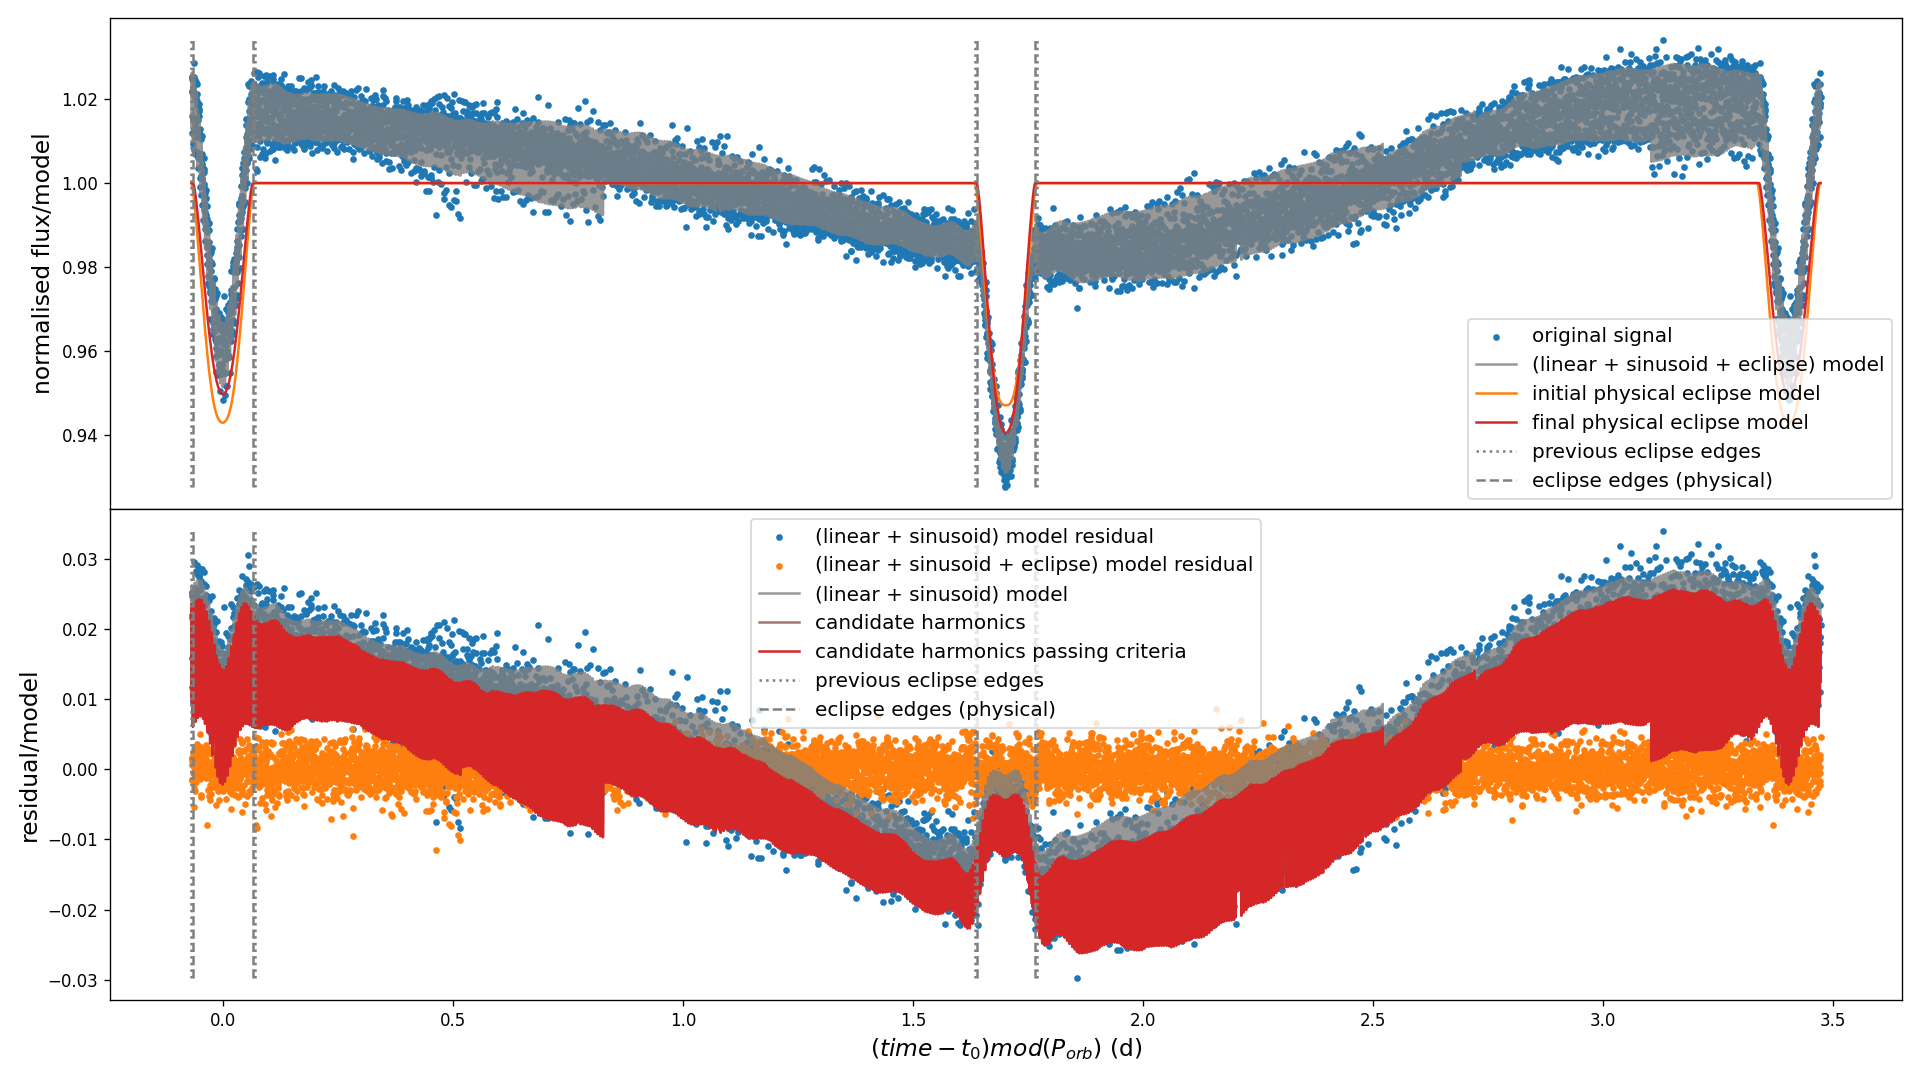 normalised flux/model
1.02
1.00
0.98
0.96
0.94
original signal
(linear + sinusoid + eclipse) model
initial physical eclipse model
final physical eclipse model
previous eclipse edges
eclipse edges (physical)
residual/model
0.03
0.02
0.01
0.00
−0.01
−0.02
−0.03
(linear + sinusoid) model residual
(linear + sinusoid + eclipse) model residual
(linear + sinusoid) model
candidate harmonics
candidate harmonics passing criteria
previous eclipse edges
eclipse edges (physical)
0.0 0.5 1.0 1.5 2.0 2.5 3.0 3.5
(time − t₀)mod(Pₒᵣb) (d)